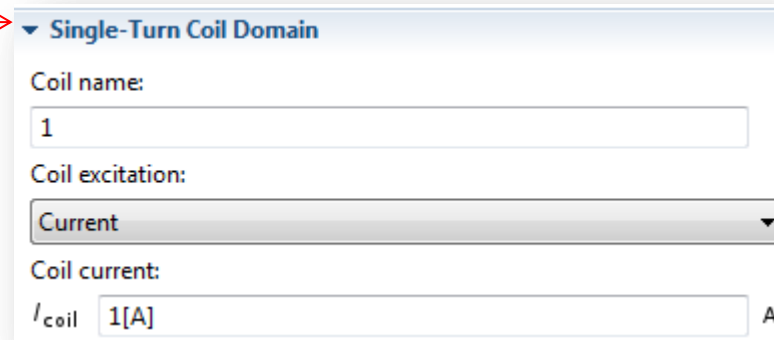 Single-Turn Coil Domain
Coil name:
1
Coil excitation:
Current
Coil current:
Icoil 1[A] A